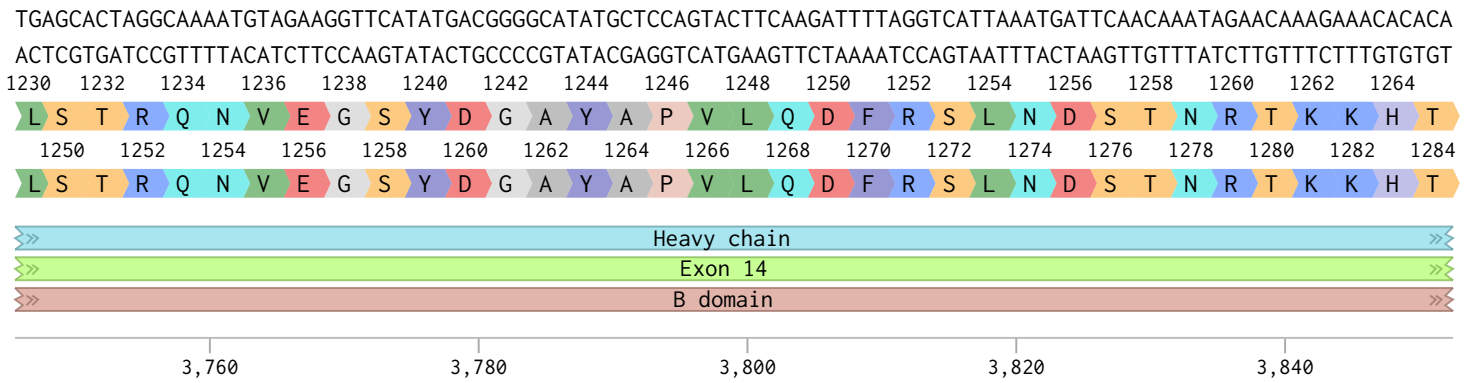 TGAGCACTAGGCAAAATGTAGAAGGTTCATATGACGGGGCATATGCTCCAGTACTTCAAGATTTTAGGTCATTAAATGATTCAACAAATAGAACAAAGAAACACACA
ACTCGTGATCCGTTTTACATCTTCCAAGTATACTGCCCCGTATACGAGGTCATGAAGTTCTAAAATCCAGTAATTTACTAAGTTGTTTATCTTGTTTCTTTGTGTGT
1230 1232 1234 1236 1238 1240 1242 1244 1246 1248 1250 1252 1254 1256 1258 1260 1262 1264
L S T R Q N V E G S Y D G A Y A P V L Q D F R S L N D S T N R T K K H T
1250 1252 1254 1256 1258 1260 1262 1264 1266 1268 1270 1272 1274 1276 1278 1280 1282 1284
L S T R Q N V E G S Y D G A Y A P V L Q D F R S L N D S T N R T K K H T
Heavy chain
Exon 14
B domain
3,760 3,780 3,800 3,820 3,840